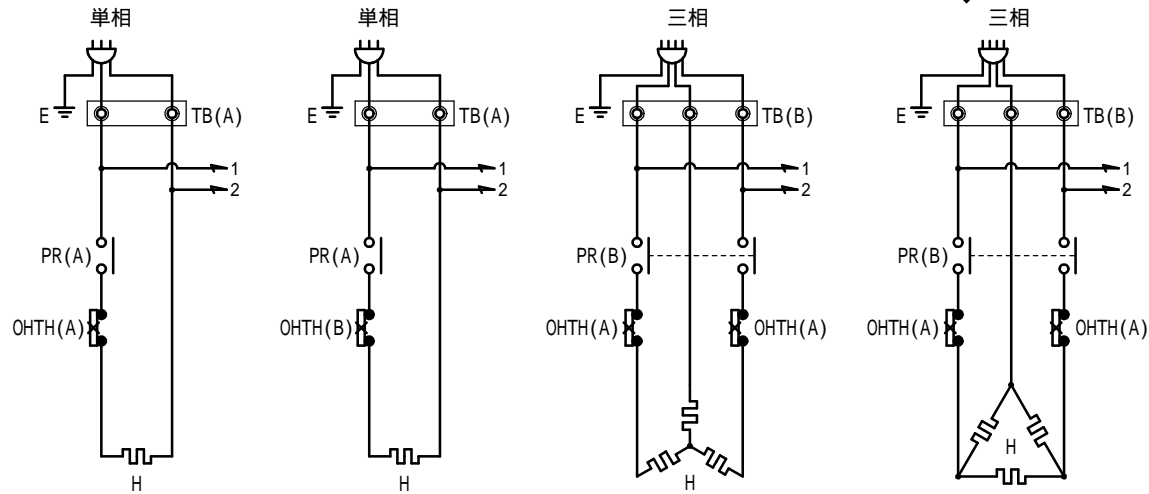 単相
単相
三相
三相
E
TB(A)
E
TB(A)
E
TB(B)
E
TB(B)
1
1
1
1
2
2
2
2
PR(A)
PR(A)
PR(B)
PR(B)
OHTH(A)
OHTH(B)
OHTH(A)
OHTH(A)
OHTH(A)
OHTH(A)
H
H
H
H